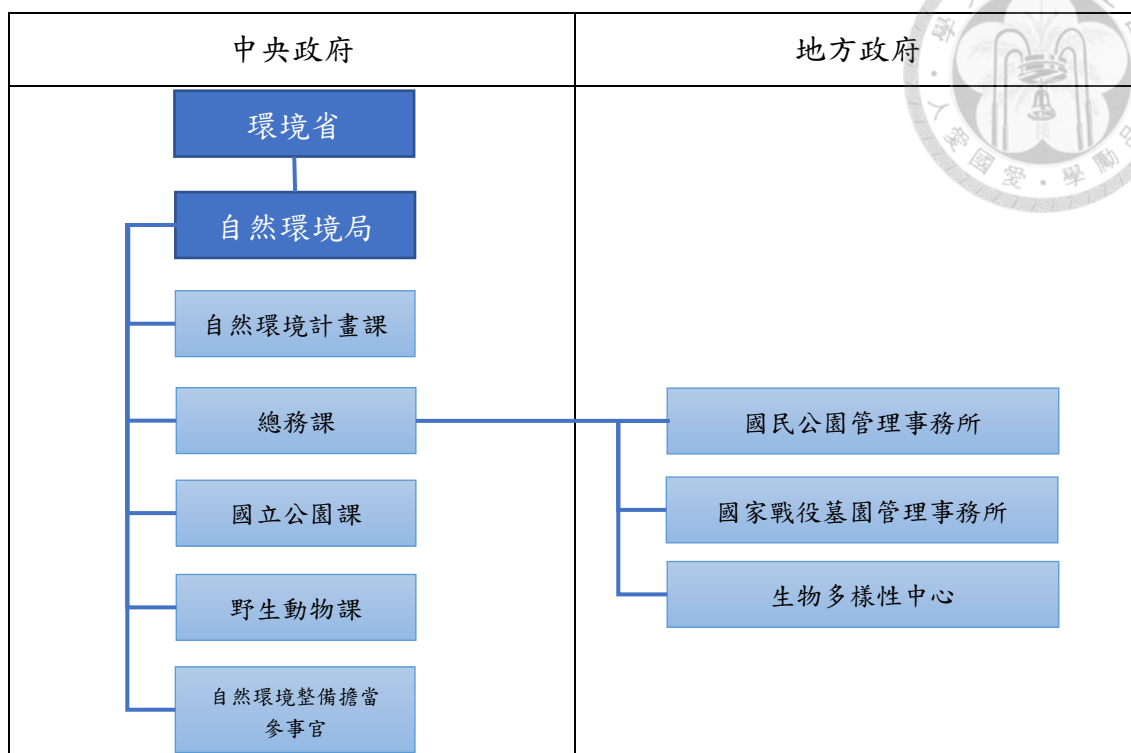 中央政府
地方政府
環境省
自然環境局
自然環境計畫課
總務課
國民公園管理事務所
國立公園課
國家戰役墓園管理事務所
野生動物課
生物多樣性中心
自然環境整備擔當
參事官